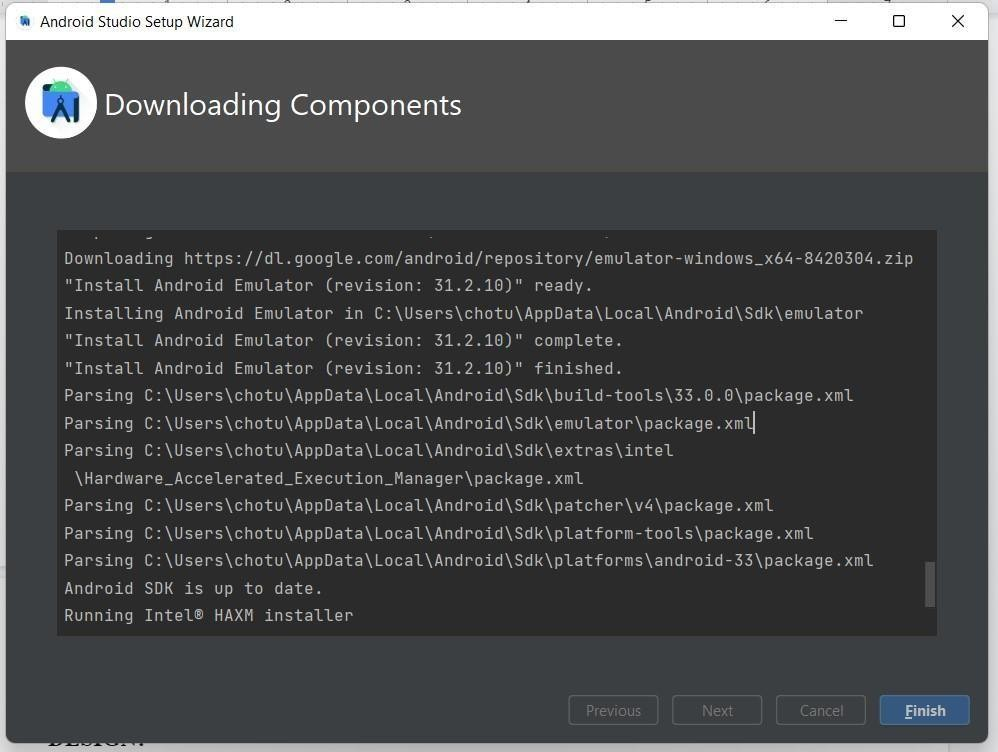 Android Studio Setup Wizard
Downloading Components
Downloading https://dl.google.com/android/repository/emulator-windows_x64-8420304.zip
"Install Android Emulator (revision: 31.2.10)" ready.
Installing Android Emulator in C:\Users\chotu\AppData\Local\Android\Sdk\emulator
"Install Android Emulator (revision: 31.2.10)" complete.
"Install Android Emulator (revision: 31.2.10)" finished.
Parsing C:\Users\chotu\AppData\Local\Android\Sdk\build-tools\33.0.0\package.xml
Parsing C:\Users\chotu\AppData\Local\Android\Sdk\emulator\package.xml
Parsing C:\Users\chotu\AppData\Local\Android\Sdk\extras\intel
\Hardware_Accelerated_Execution_Manager\package.xml
Parsing C:\Users\chotu\AppData\Local\Android\Sdk\patcher\v4\package.xml
Parsing C:\Users\chotu\AppData\Local\Android\Sdk\platform-tools\package.xml
Parsing C:\Users\chotu\AppData\Local\Android\Sdk\platforms\android-33\package.xml
Android SDK is up to date.
Running Intel® HAXM installer
Previous Next Cancel Finish